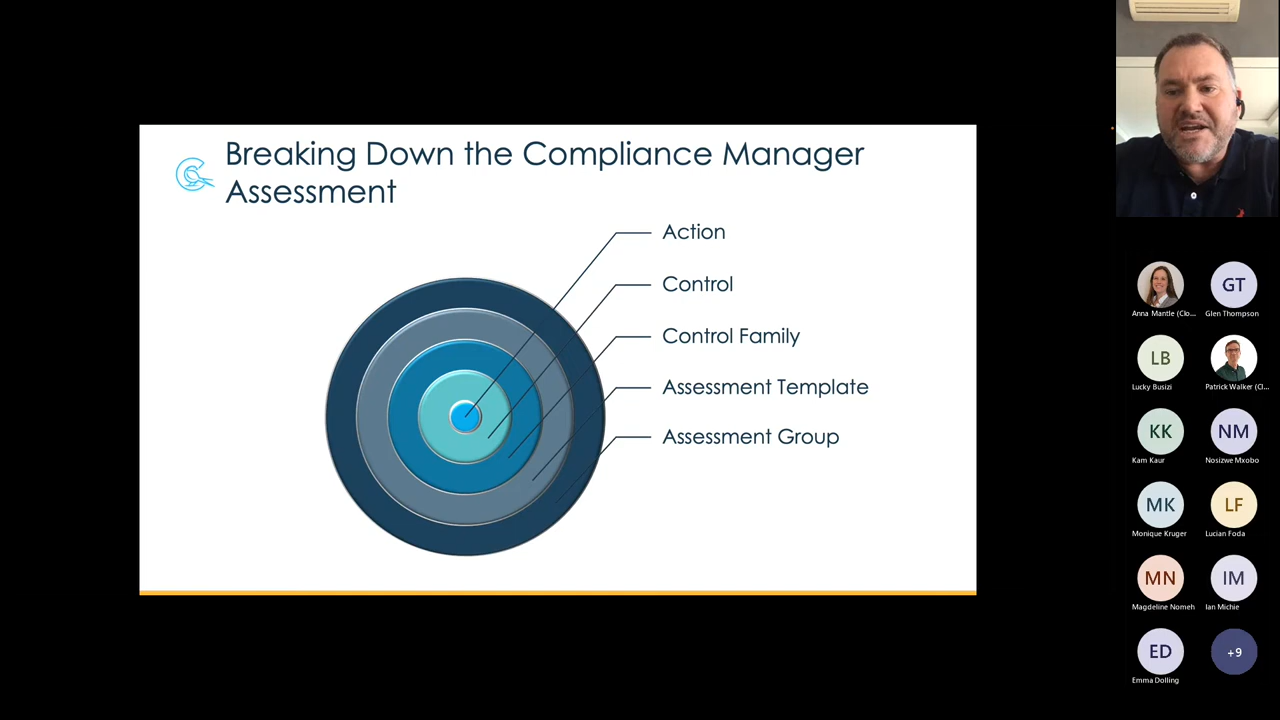 Breaking Down the Compliance Manager
Assessment
Action
Control
Control Family
Assessment Template
Assessment Group
Anna Mantle (Clo...
GT
Glen Thompson
LB
Lucky Busizi
Patrick Walker (Cl...
KK
Kam Kaur
NM
Nosizwe Mxobo
MK
Monique Kruger
LF
Lucian Foda
MN
Magdeline Nomeh
IM
Ian Michie
ED
Emma Dolling
+9